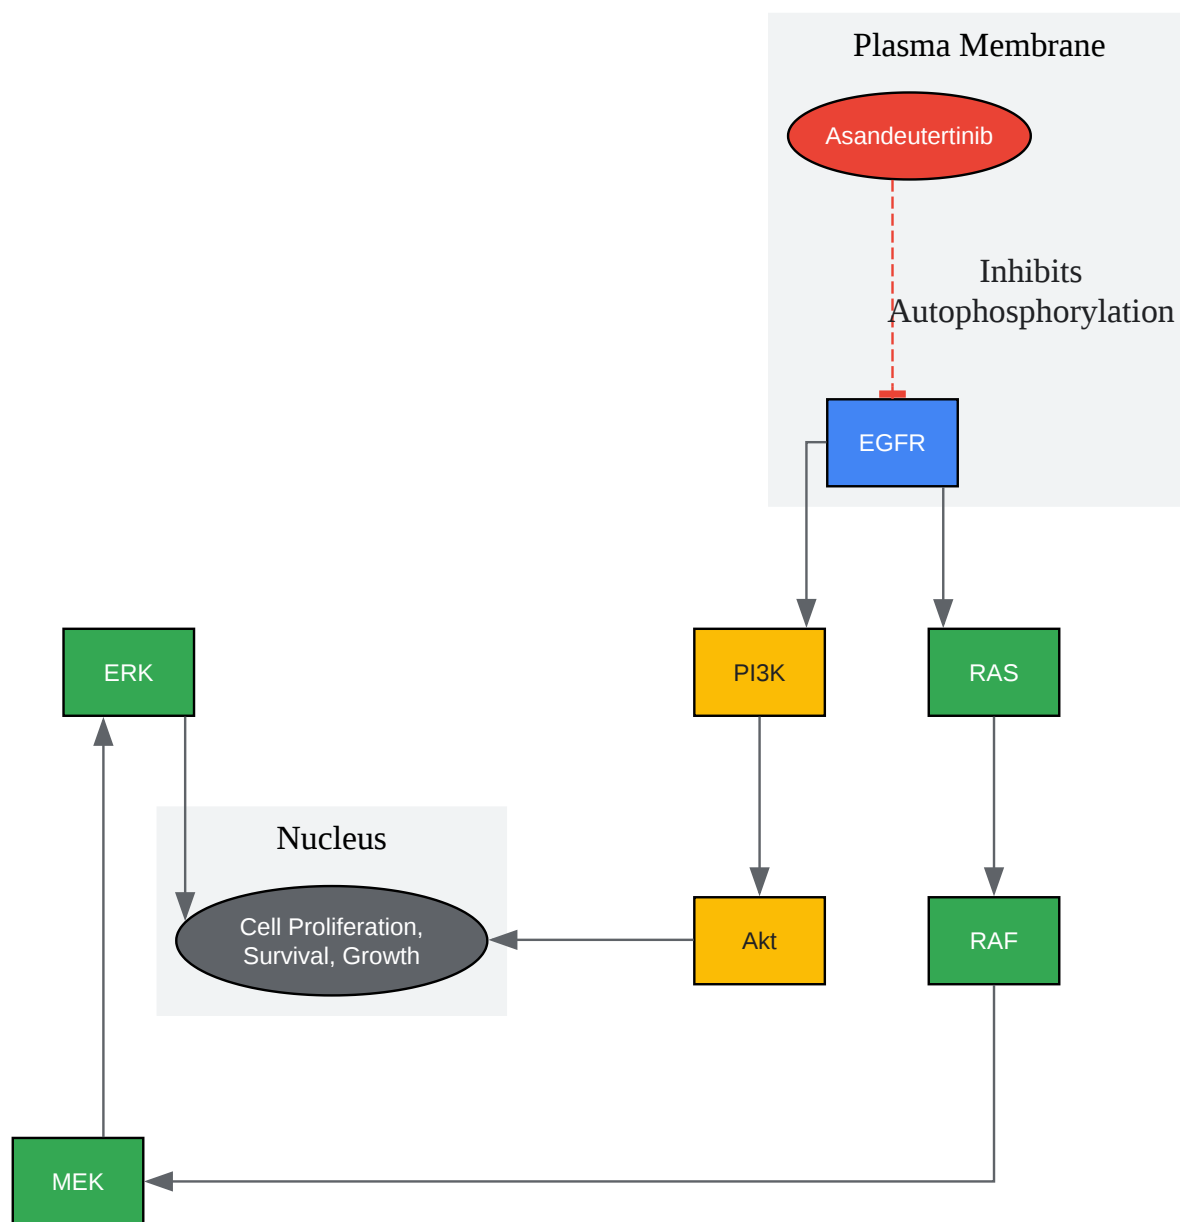 Plasma Membrane
Asandeutertinib
Inhibits
Autophosphorylation
EGFR
ERK
PI3K
RAS
Nucleus
Cell Proliferation,
Survival, Growth
Akt
RAF
MEK